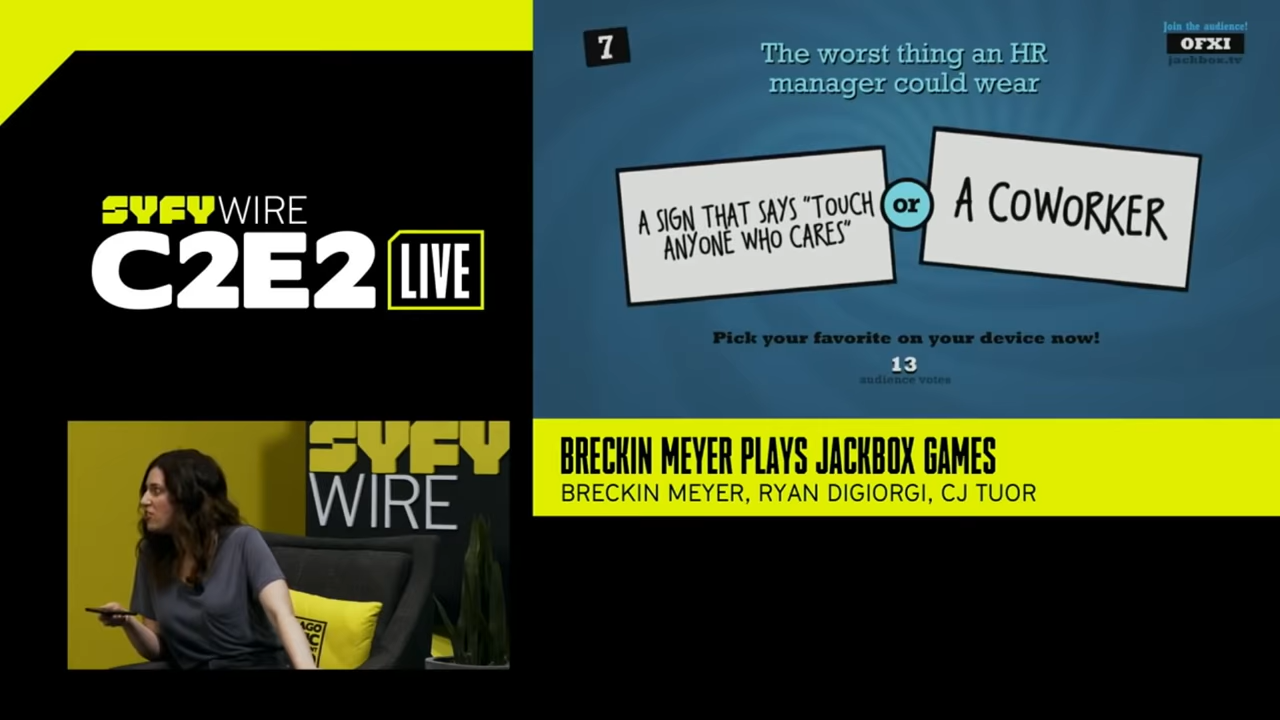 SYFY WIRE
C2E2 LIVE
7
The worst thing an HR
manager could wear
Join the audience!
OFXI
jackbox.tv
A SIGN THAT SAYS "TOUCH
ANYONE WHO CARES"
or
A COWORKER
Pick your favorite on your device now!
13
audience votes
SYFY
WIRE
BRECKIN MEYER PLAYS JACKBOX GAMES
BRECKIN MEYER, RYAN DIGIORGI, CJ TUOR